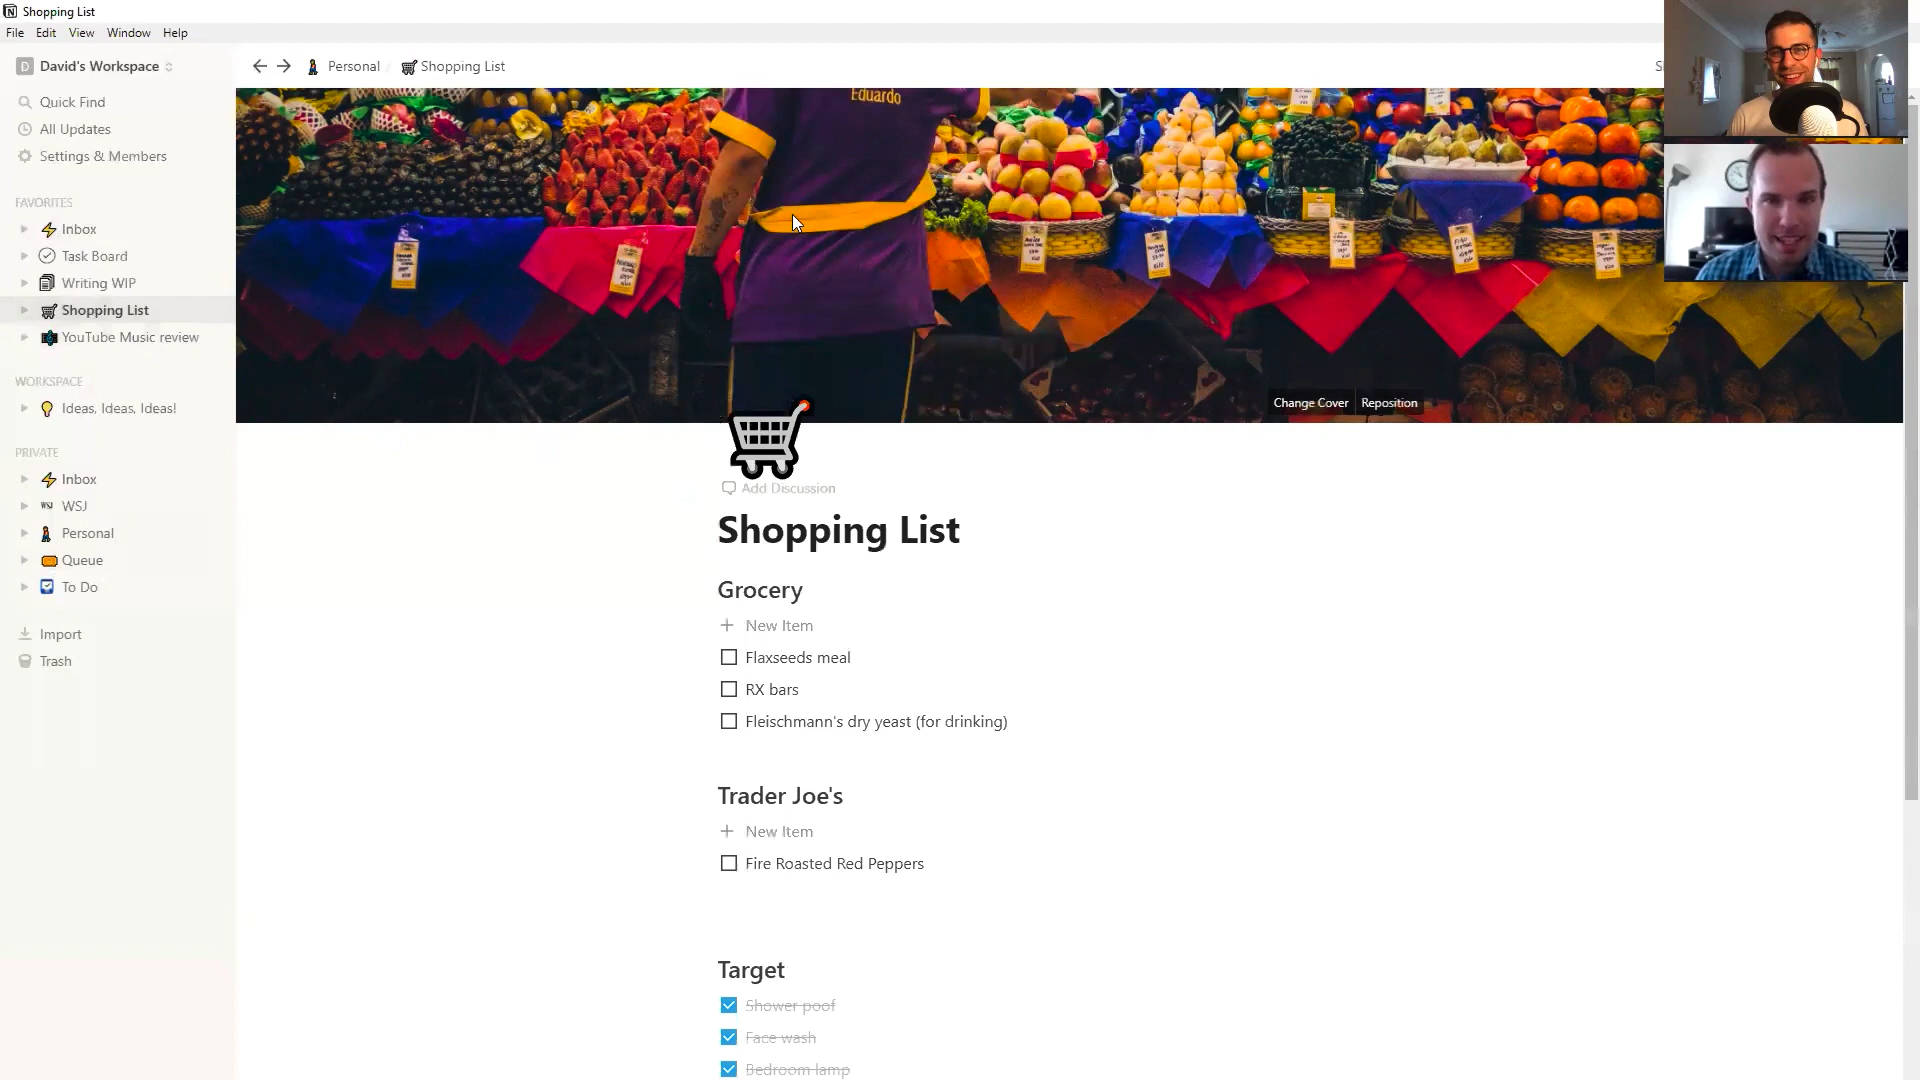 Shopping List
File Edit View Window Help
David's Workspace
Personal / Shopping List
Quick Find
All Updates
Settings & Members
FAVORITES
Inbox
Task Board
Writing WIP
Shopping List
YouTube Music review
WORKSPACE
Ideas, Ideas, Ideas!
PRIVATE
Inbox
WSJ WSJ
Personal
Queue
To Do
Import
Trash
Eduardo
Change Cover Reposition
Add Discussion
Shopping List
Grocery
+ New Item
Flaxseeds meal
RX bars
Fleischmann's dry yeast (for drinking)
Trader Joe's
+ New Item
Fire Roasted Red Peppers
Target
Shower poof
Face wash
Bedroom lamp